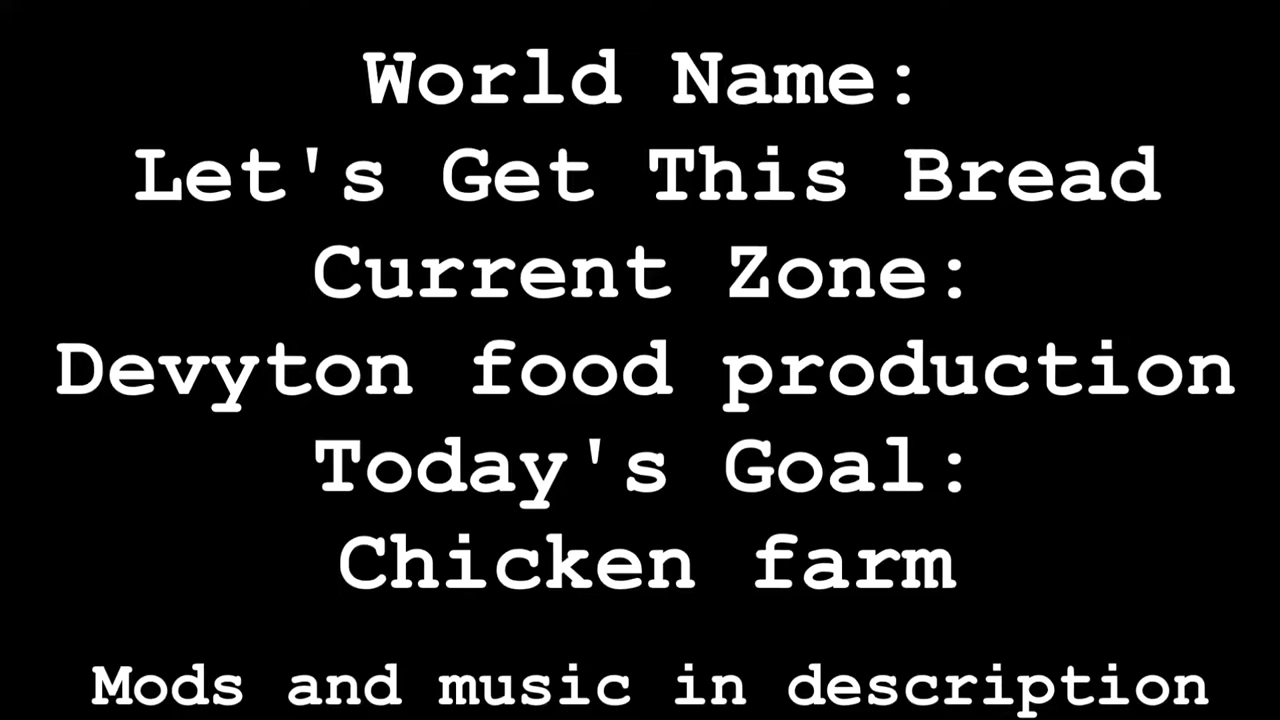 World Name:
Let's Get This Bread
Current Zone:
Devyton food production
Today's Goal:
Chicken farm
Mods and music in description